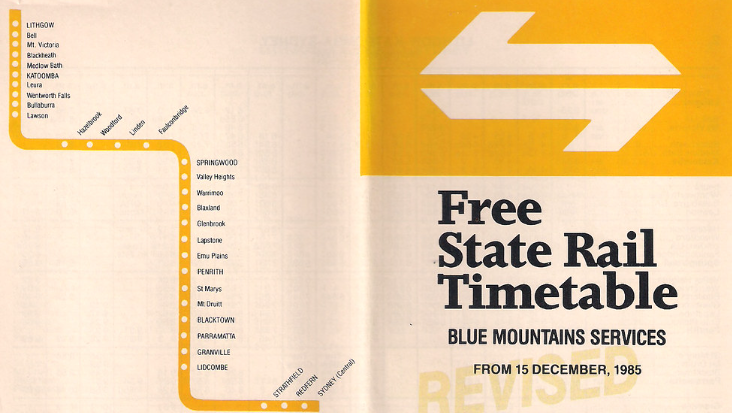 LITHGOW
Bell
Mt. Victoria
Blackheath
Medlow Bath
KATOOMBA
Leura
Wentworth Falls
Bullaburra
Lawson
Hazelbrook
Woodford
Linden
Faulconbridge
SPRINGWOOD
Valley Heights
Warrimoo
Blaxland
Glenbrook
Lapstone
Emu Plains
PENRITH
St Marys
Mt Druitt
BLACKTOWN
PARRAMATTA
GRANVILLE
LIDCOMBE
STRATHFIELD
REDFERN
SYDNEY (Central)
Free
State Rail
Timetable
BLUE MOUNTAINS SERVICES
FROM 15 DECEMBER, 1985
REVISED